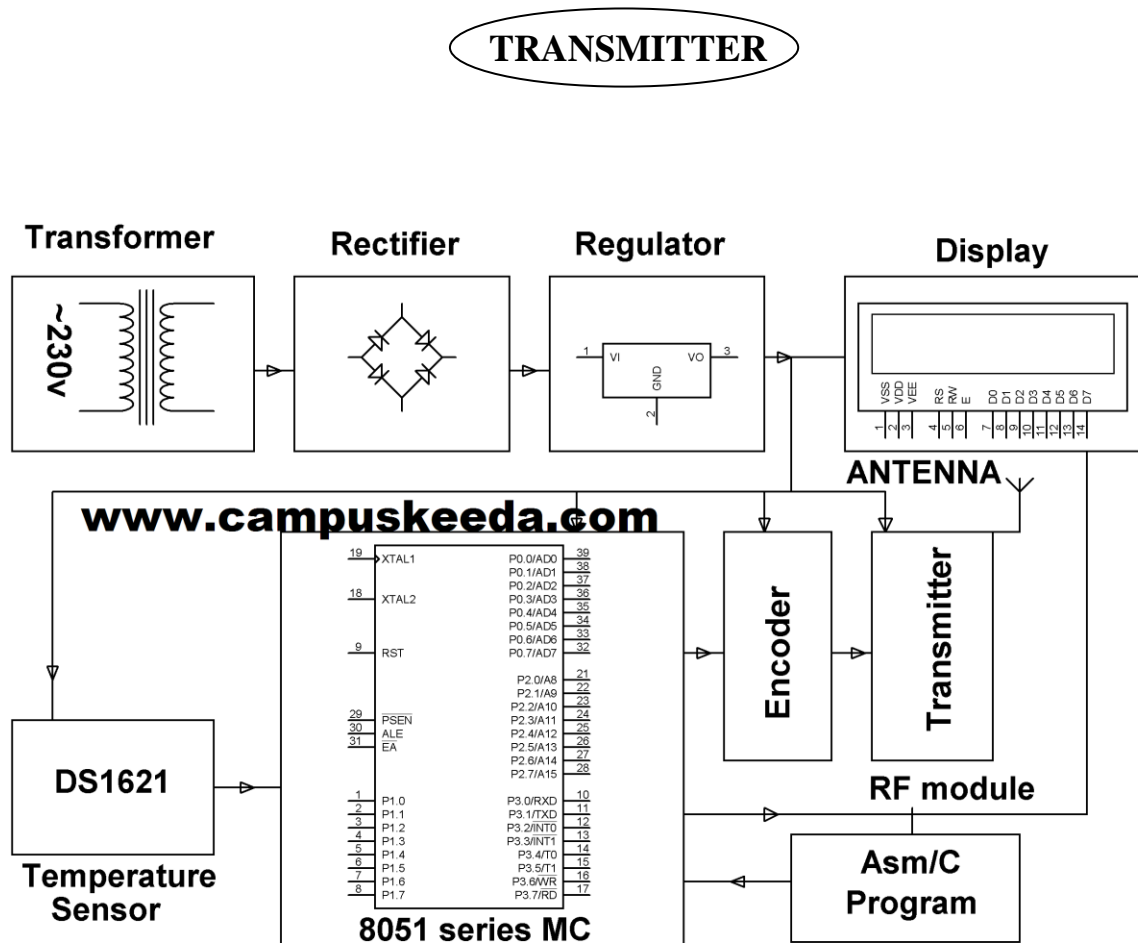 TRANSMITTER
Transformer
Rectifier
Regulator
Display
~230v
1
VI
VO
3
GND
2
VSS
VDD
VEE
RS
RW
E
D0
D1
D2
D3
D4
D5
D6
D7
1
2
3
4
5
6
7
8
9
10
11
12
13
14
ANTENNA
www.campuskeeda.com
19
XTAL1
18
XTAL2
9
RST
29
PSEN
30
ALE
31
EA
1
P1.0
2
P1.1
3
P1.2
4
P1.3
5
P1.4
6
P1.5
7
P1.6
8
P1.7
P0.0/AD0
39
P0.1/AD1
38
P0.2/AD2
37
P0.3/AD3
36
P0.4/AD4
35
P0.5/AD5
34
P0.6/AD6
33
P0.7/AD7
32
P2.0/A8
21
P2.1/A9
22
P2.2/A10
23
P2.3/A11
24
P2.4/A12
25
P2.5/A13
26
P2.6/A14
27
P2.7/A15
28
P3.0/RXD
10
P3.1/TXD
11
P3.2/INT0
12
P3.3/INT1
13
P3.4/T0
14
P3.5/T1
15
P3.6/WR
16
P3.7/RD
17
8051 series MC
Encoder
Transmitter
RF module
DS1621
Temperature
Sensor
Asm/C
Program